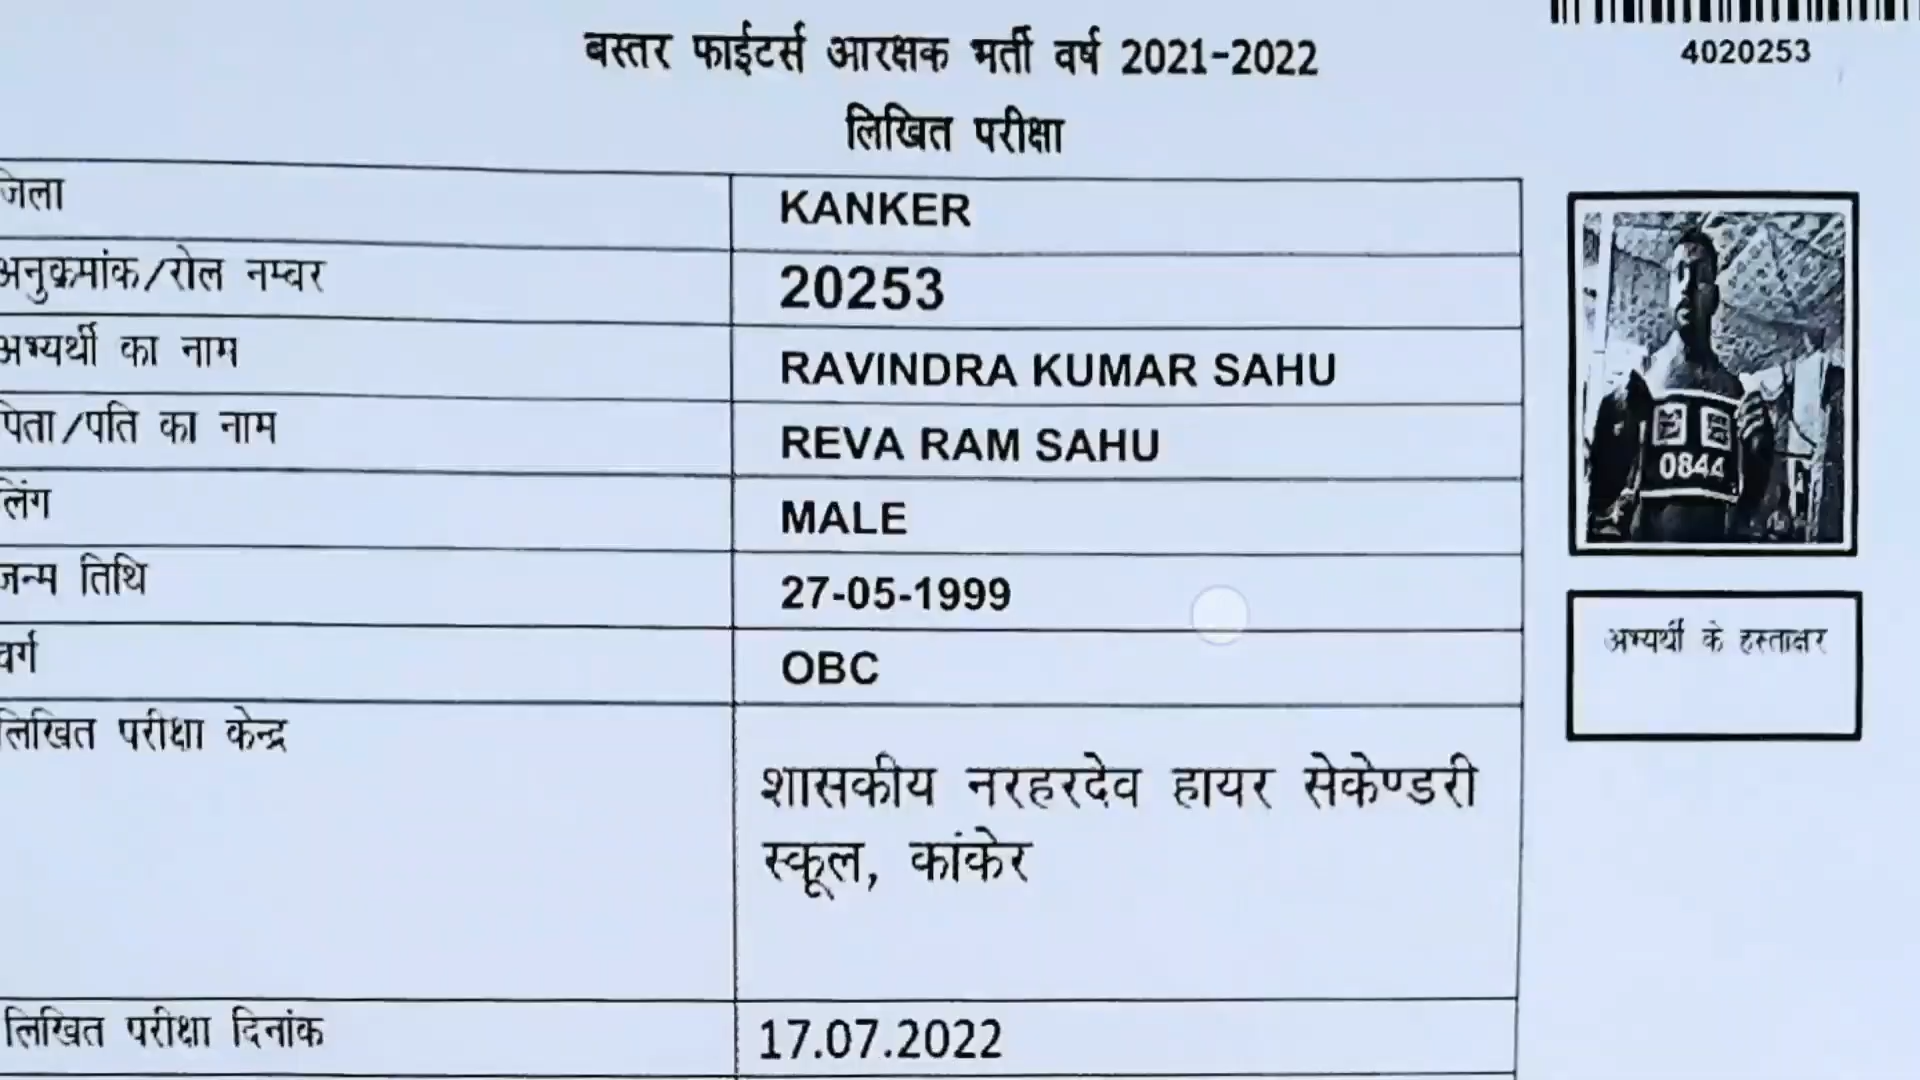 बस्तर फाईटर्स आरक्षक भर्ती वर्ष 2021-2022
4020253
लिखित परीक्षा
जिला KANKER
अनुक्रमांक/रोल नम्वर 20253
अभ्यर्थी का नाम RAVINDRA KUMAR SAHU
पिता/पति का नाम REVA RAM SAHU
लिंग MALE
जन्म तिथि 27-05-1999
वर्ग OBC
लिखित परीक्षा केन्द्र
शासकीय नरहरदेव हायर सेकेण्डरी
स्कूल, कांकेर
लिखित परीक्षा दिनांक 17.07.2022
0844
अभ्यर्थी के हस्ताक्षर